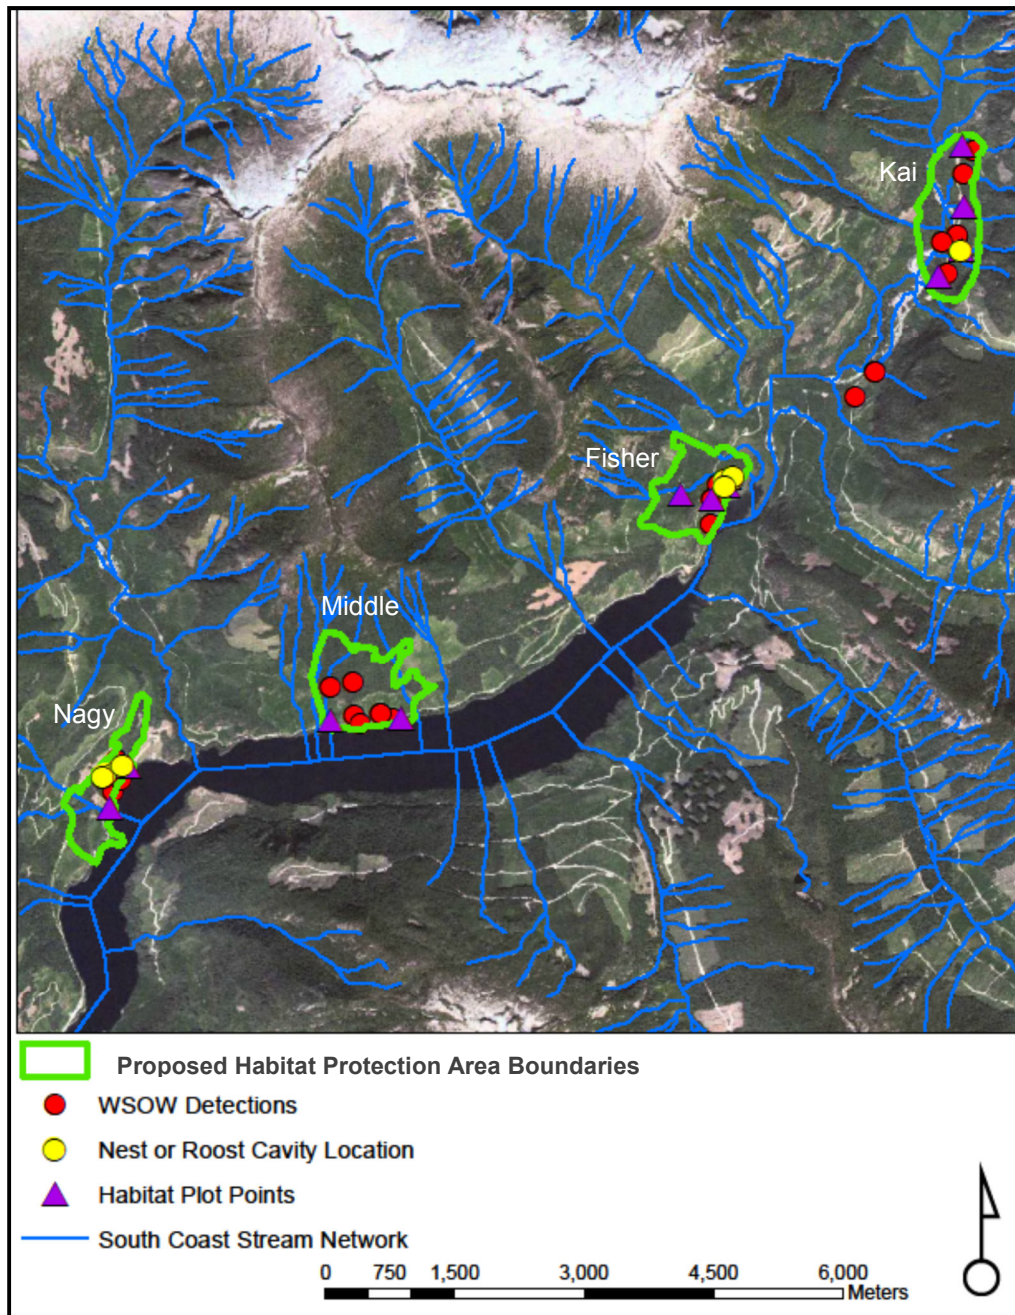 Kai
Fisher
Middle
Nagy
Proposed Habitat Protection Area Boundaries
WSOW Detections
Nest or Roost Cavity Location
Habitat Plot Points
South Coast Stream Network
0 750 1,500 3,000 4,500 6,000
Meters